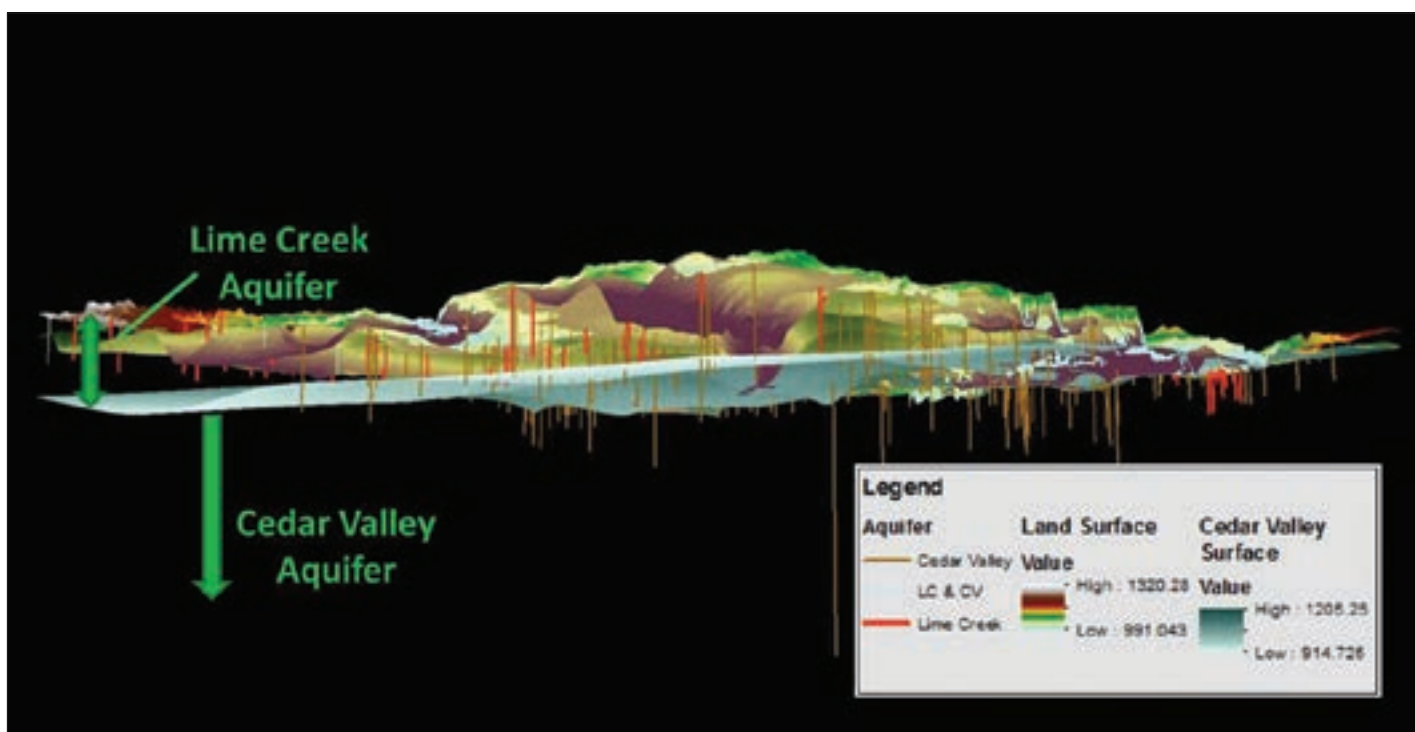 Lime Creek
Aquifer
Cedar Valley
Aquifer
Legend
Aquifer
Cedar Valley
LC & CV
Lime Creek
Land Surface
Value
High : 1320.28
Low : 991.043
Cedar Valley
Surface
Value
High : 1205.25
Low : 914.726